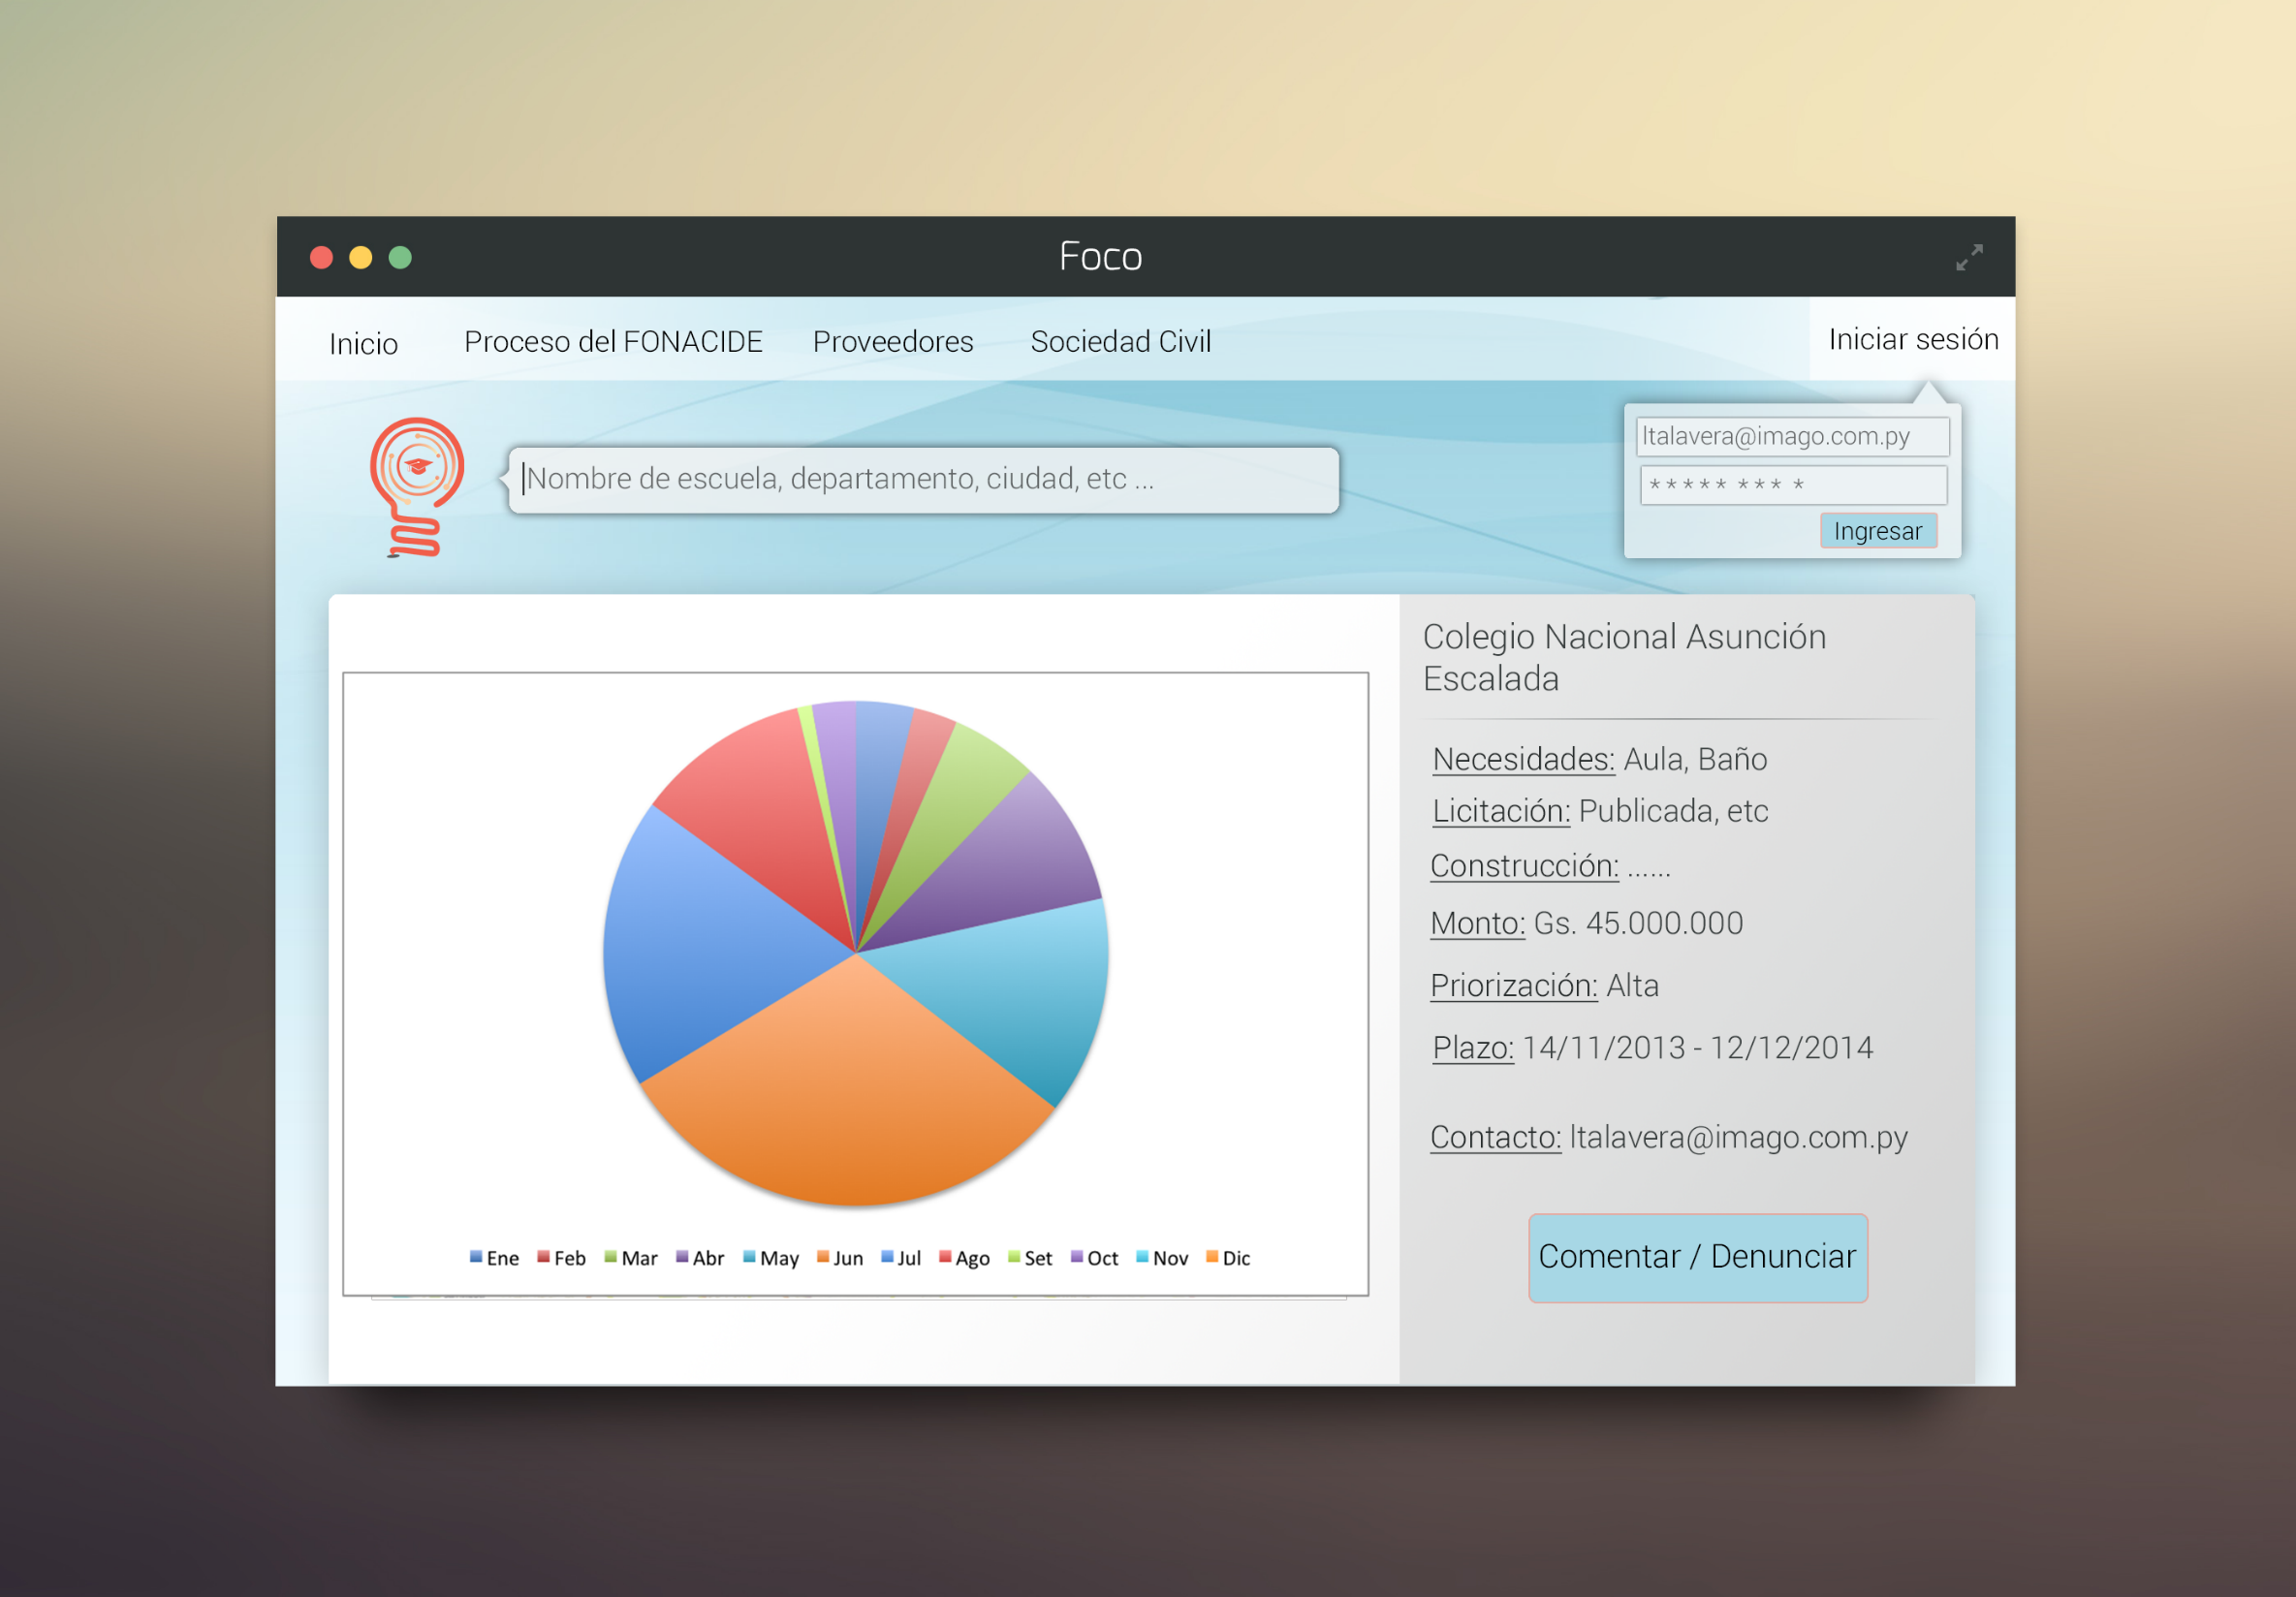 Foco
Inicio Proceso del FONACIDE Proveedores Sociedad Civil Iniciar sesión
ltalavera@imago.com.py
Nombre de escuela, departamento, ciudad, etc ...
***** *** *
Ingresar
Colegio Nacional Asunción
Escalada
Necesidades: Aula, Baño
Licitación: Publicada, etc
Construcción: ......
Monto: Gs. 45.000.000
Priorización: Alta
Plazo: 14/11/2013 - 12/12/2014
Contacto: ltalavera@imago.com.py
Comentar / Denunciar
Ene Feb Mar Abr May Jun Jul Ago Set Oct Nov Dic